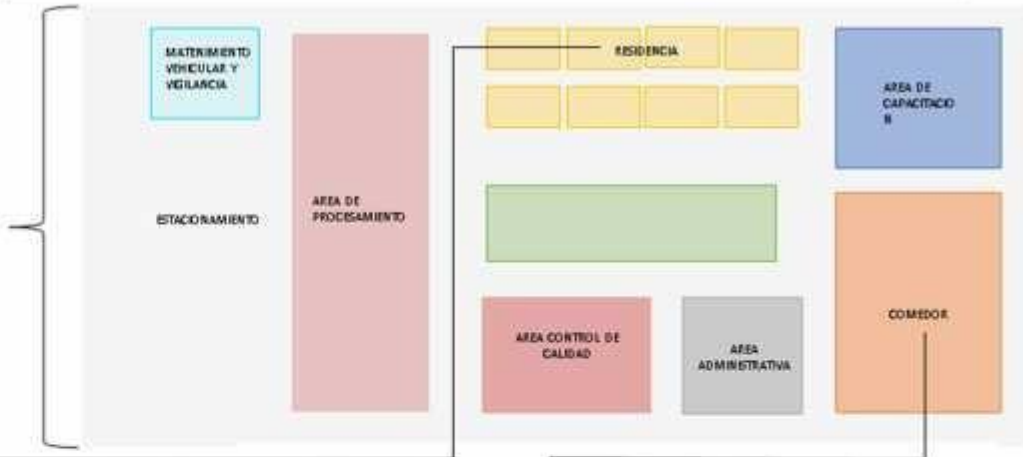 MATENIMIENTO
VEHICULAR Y
VIGILANCIA
RESIDENCIA
AREA DE
CAPACITACIO
N
ESTACIONAMIENTO
AREA DE
PROCESAMIENTO
AREA CONTROL DE
CALIDAD
AREA
ADMINISTRATIVA
COMEDOR